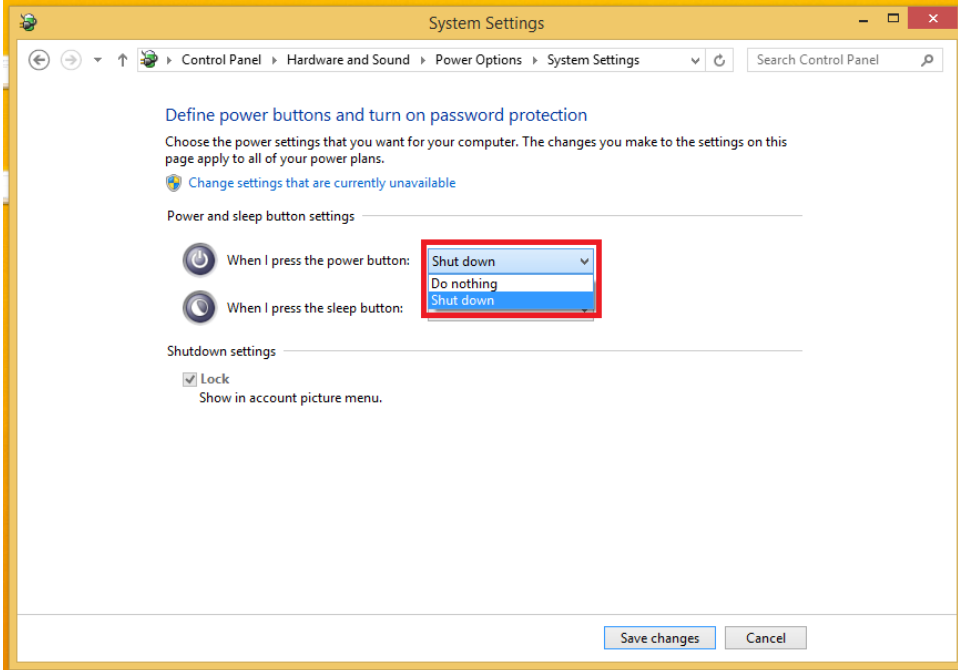 System Settings
Control Panel Hardware and Sound Power Options System Settings
Search Control Panel
Define power buttons and turn on password protection
Choose the power settings that you want for your computer. The changes you make to the settings on this
page apply to all of your power plans.
Change settings that are currently unavailable
Power and sleep button settings
When I press the power button: Shut down
Do nothing
Shut down
When I press the sleep button:
Shutdown settings
Lock
Show in account picture menu.
Save changes Cancel